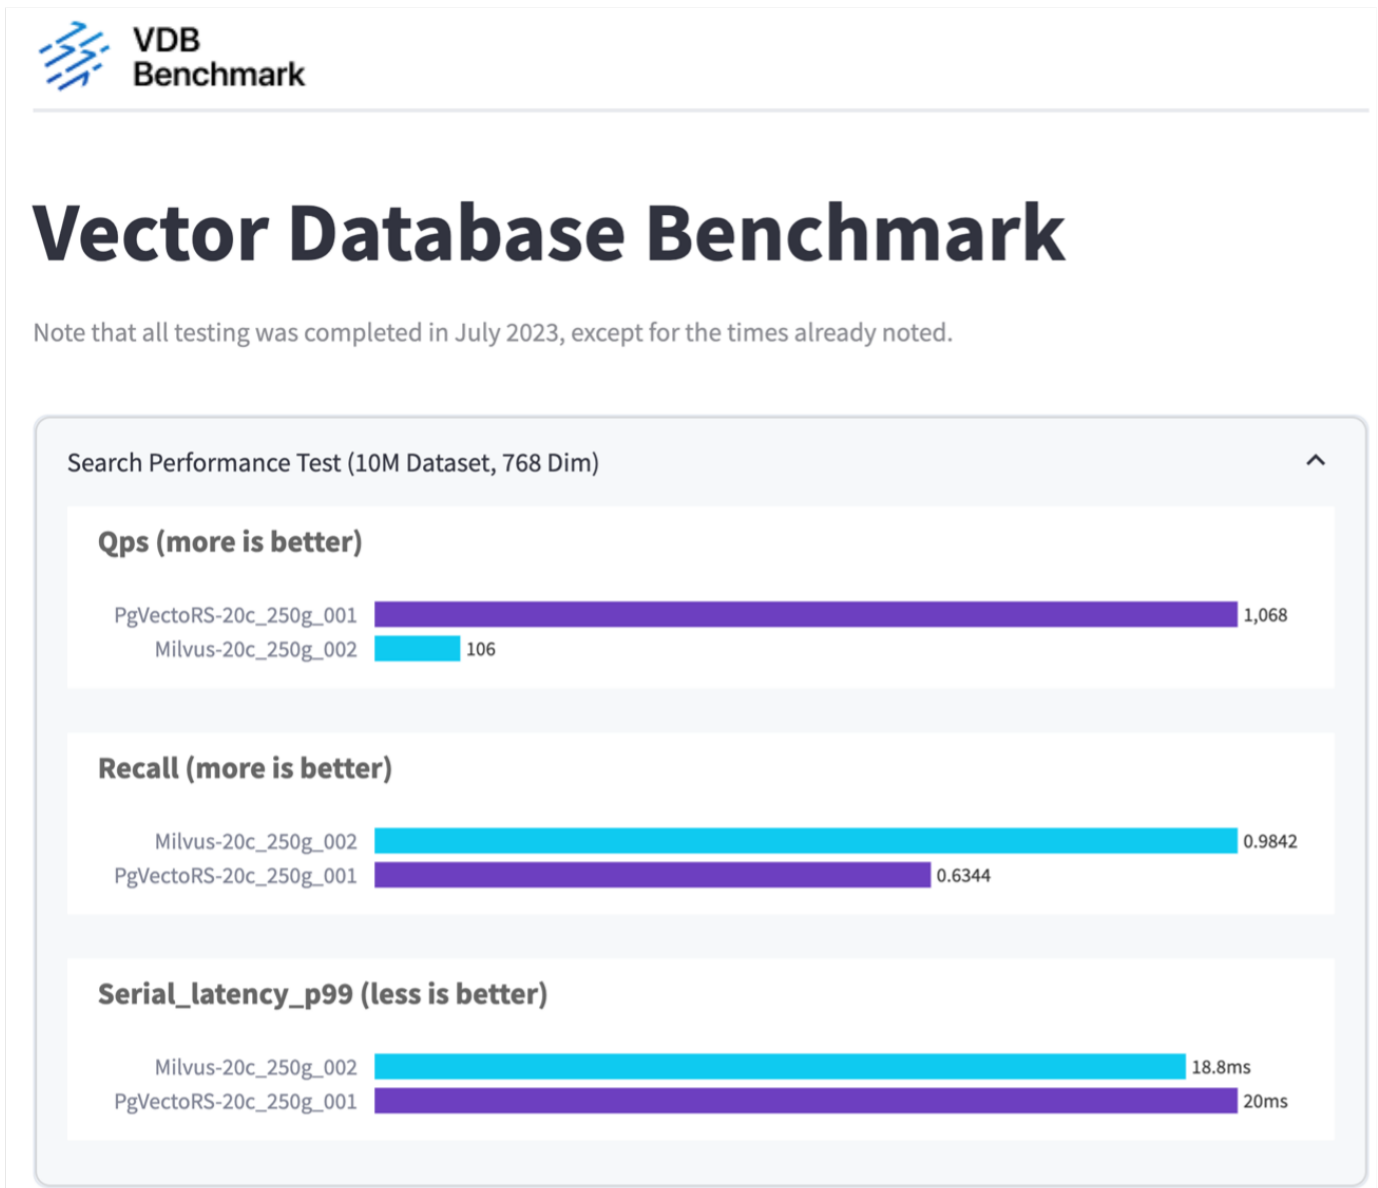 VDB
Benchmark
Vector Database Benchmark
Note that all testing was completed in July 2023, except for the times already noted.
Search Performance Test (10M Dataset, 768 Dim)
Qps (more is better)
PgVectoRS-20c_250g_001 1,068
Milvus-20c_250g_002 106
Recall (more is better)
Milvus-20c_250g_002 0.9842
PgVectoRS-20c_250g_001 0.6344
Serial_latency_p99 (less is better)
Milvus-20c_250g_002 18.8ms
PgVectoRS-20c_250g_001 20ms